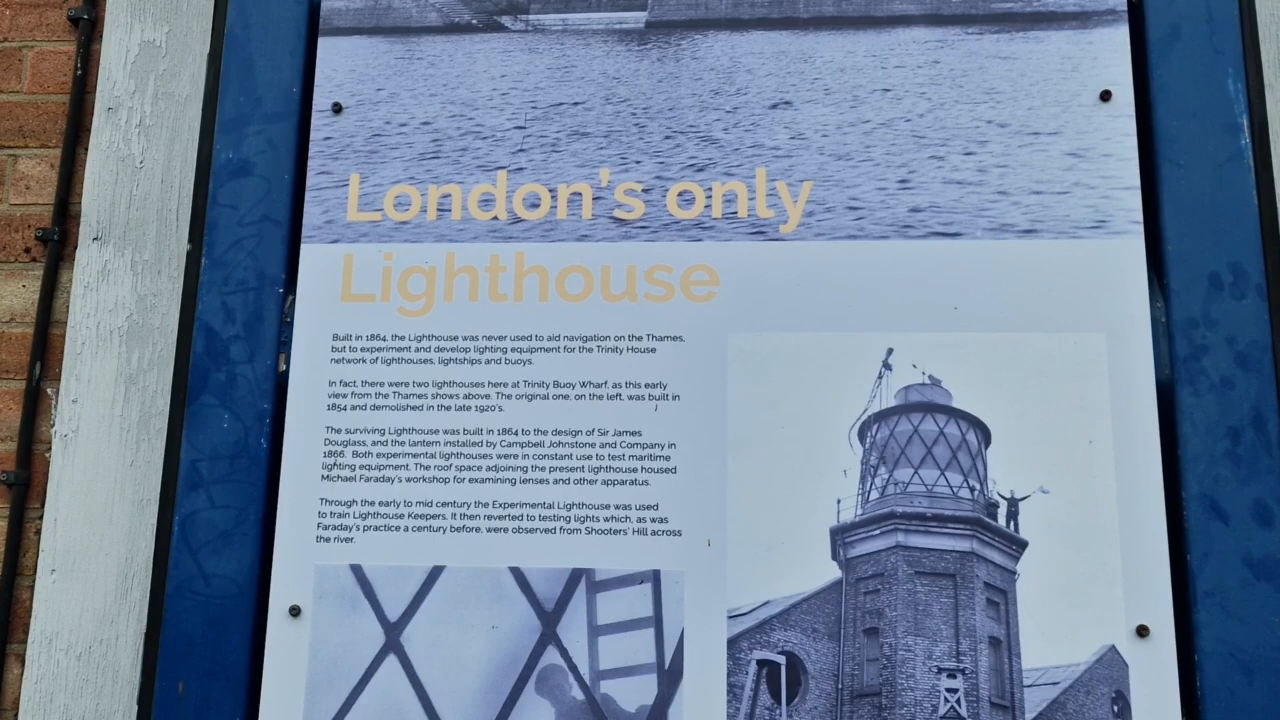 London's only
Lighthouse
Built in 1864, the Lighthouse was never used to aid navigation on the Thames,
but to experiment and develop lighting equipment for the Trinity House
network of lighthouses, lightships and buoys.
In fact, there were two lighthouses here at Trinity Buoy Wharf, as this early
view from the Thames shows above. The original one, on the left, was built in
1854 and demolished in the late 1920's.
The surviving Lighthouse was built in 1864 to the design of Sir James
Douglass, and the lantern installed by Campbell Johnstone and Company in
1866. Both experimental lighthouses were in constant use to test maritime
lighting equipment. The roof space adjoining the present lighthouse housed
Michael Faraday's workshop for examining lenses and other apparatus.
Through the early to mid century the Experimental Lighthouse was used
to train Lighthouse Keepers. It then reverted to testing lights which, as was
Faraday's practice a century before, were observed from Shooters' Hill across
the river.